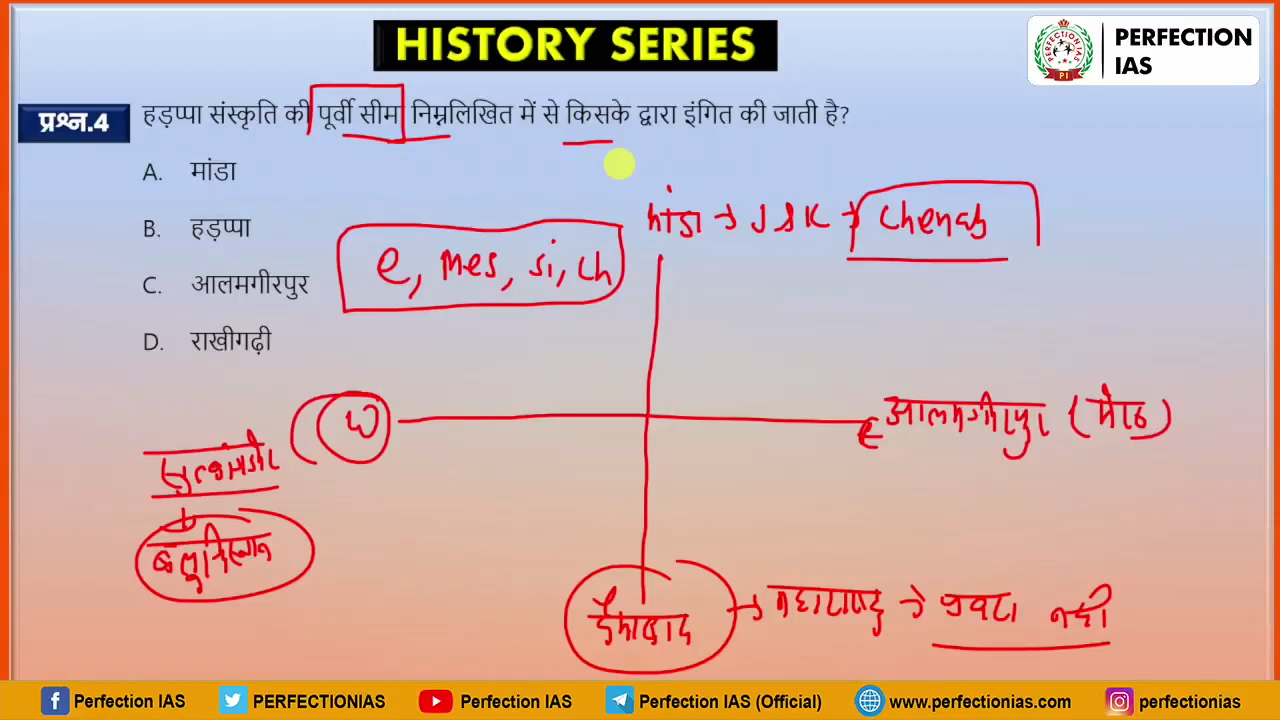 HISTORY SERIES
PERFECTION IAS
प्रश्न.4
हड़प्पा संस्कृति की पूर्वी सीम निम्नलिखित में से किसके द्वारा इंगित की जाती है?
A. मांडा
B. हड़प्पा
C. आलमगीरपुर
D. राखीगढ़ी
मांडा → J & K → Chenab
e, mes, si, ch
आलमगीरपुर (मेरठ)
बलुचिस्तान
दैमाबाद → महाराष्ट्र → प्रवरा नदी
Perfection IAS
PERFECTIONIAS
Perfection IAS
Perfection IAS (Official)
www.perfectionias.com
perfectionias